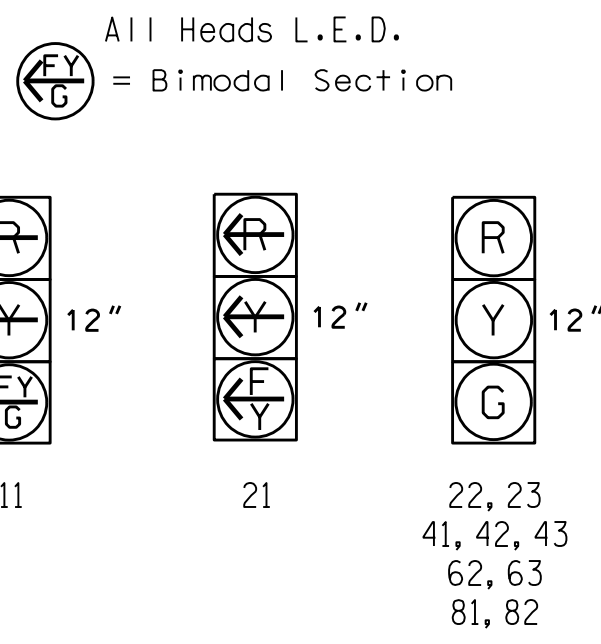 All Heads L.E.D.
FY
G
= Bimodal Section
R
Y
FY
G
12"
11
R
Y
F
Y
12"
21
R
Y
G
12"
22, 23
41, 42, 43
62, 63
81, 82